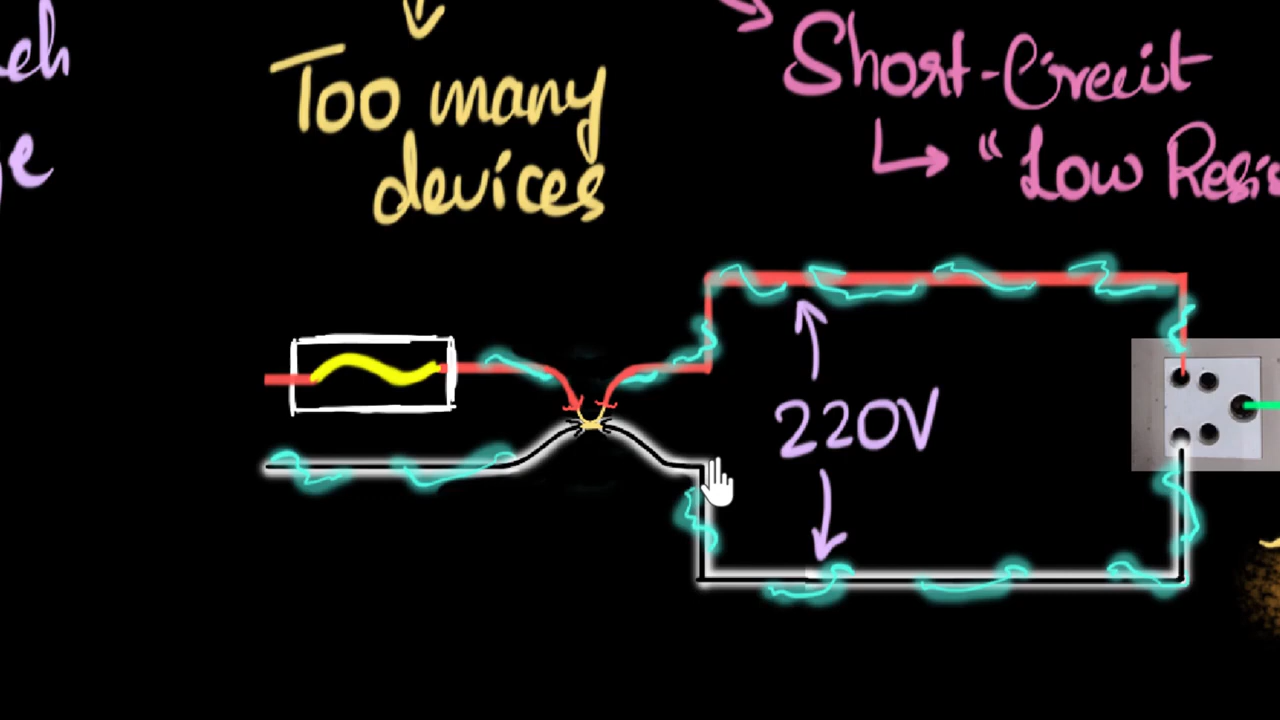 Too many
devices
Short-Circuit
"Low Resis
220V